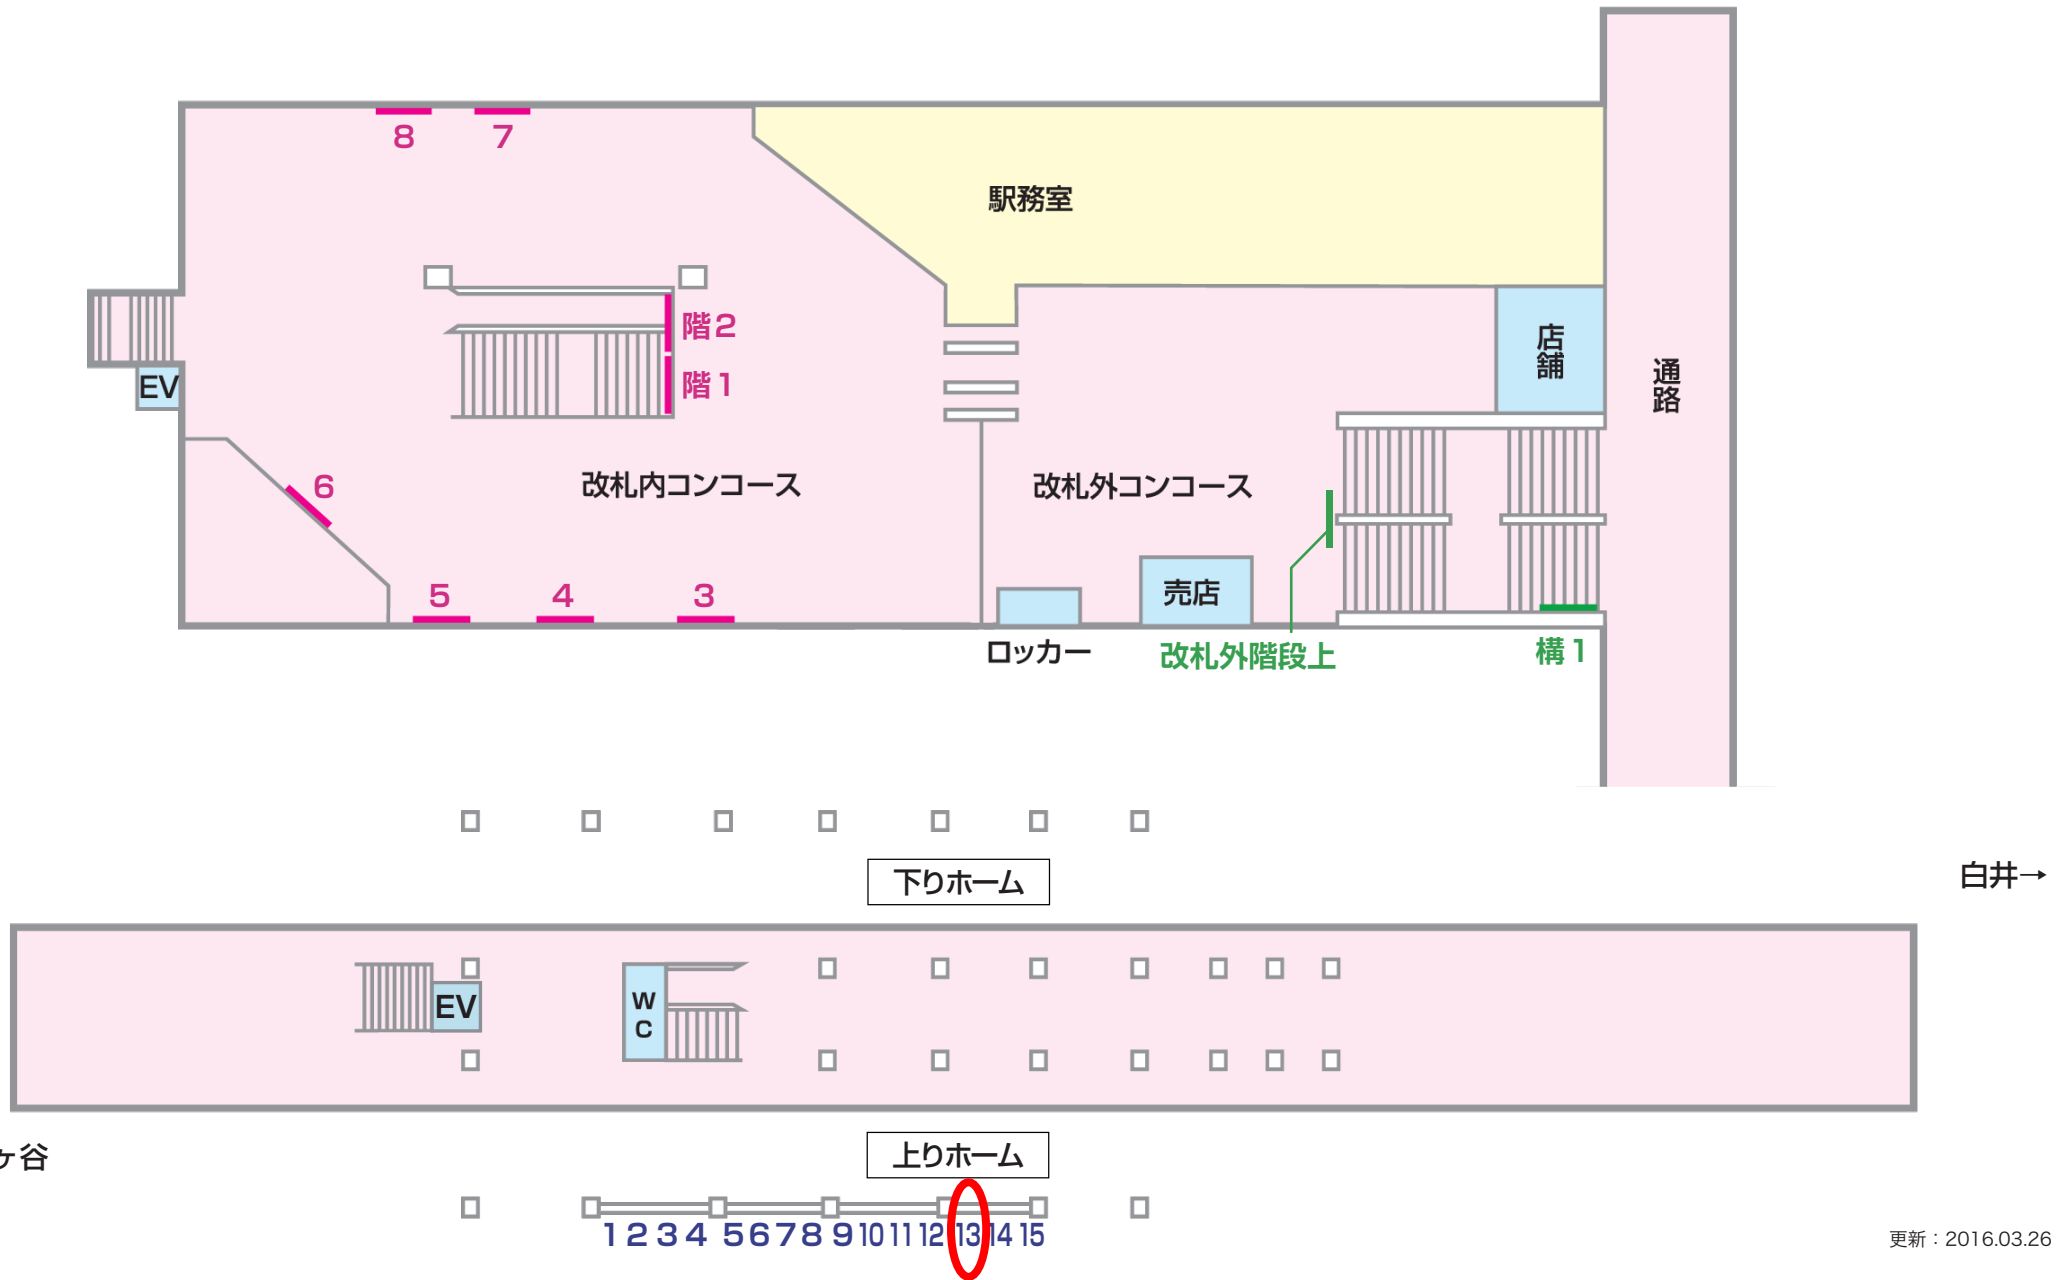 8
7
駅務室
階2
階1
店舗
通路
EV
6
改札内コンコース
改札外コンコース
5
4
3
売店
ロッカー
改札外階段上
構1
下りホーム
白井→
EV
WC
上りホーム
ヶ谷
1 2 3 4 5 6 7 8 9 10 11 12 13 14 15
更新：2016.03.26